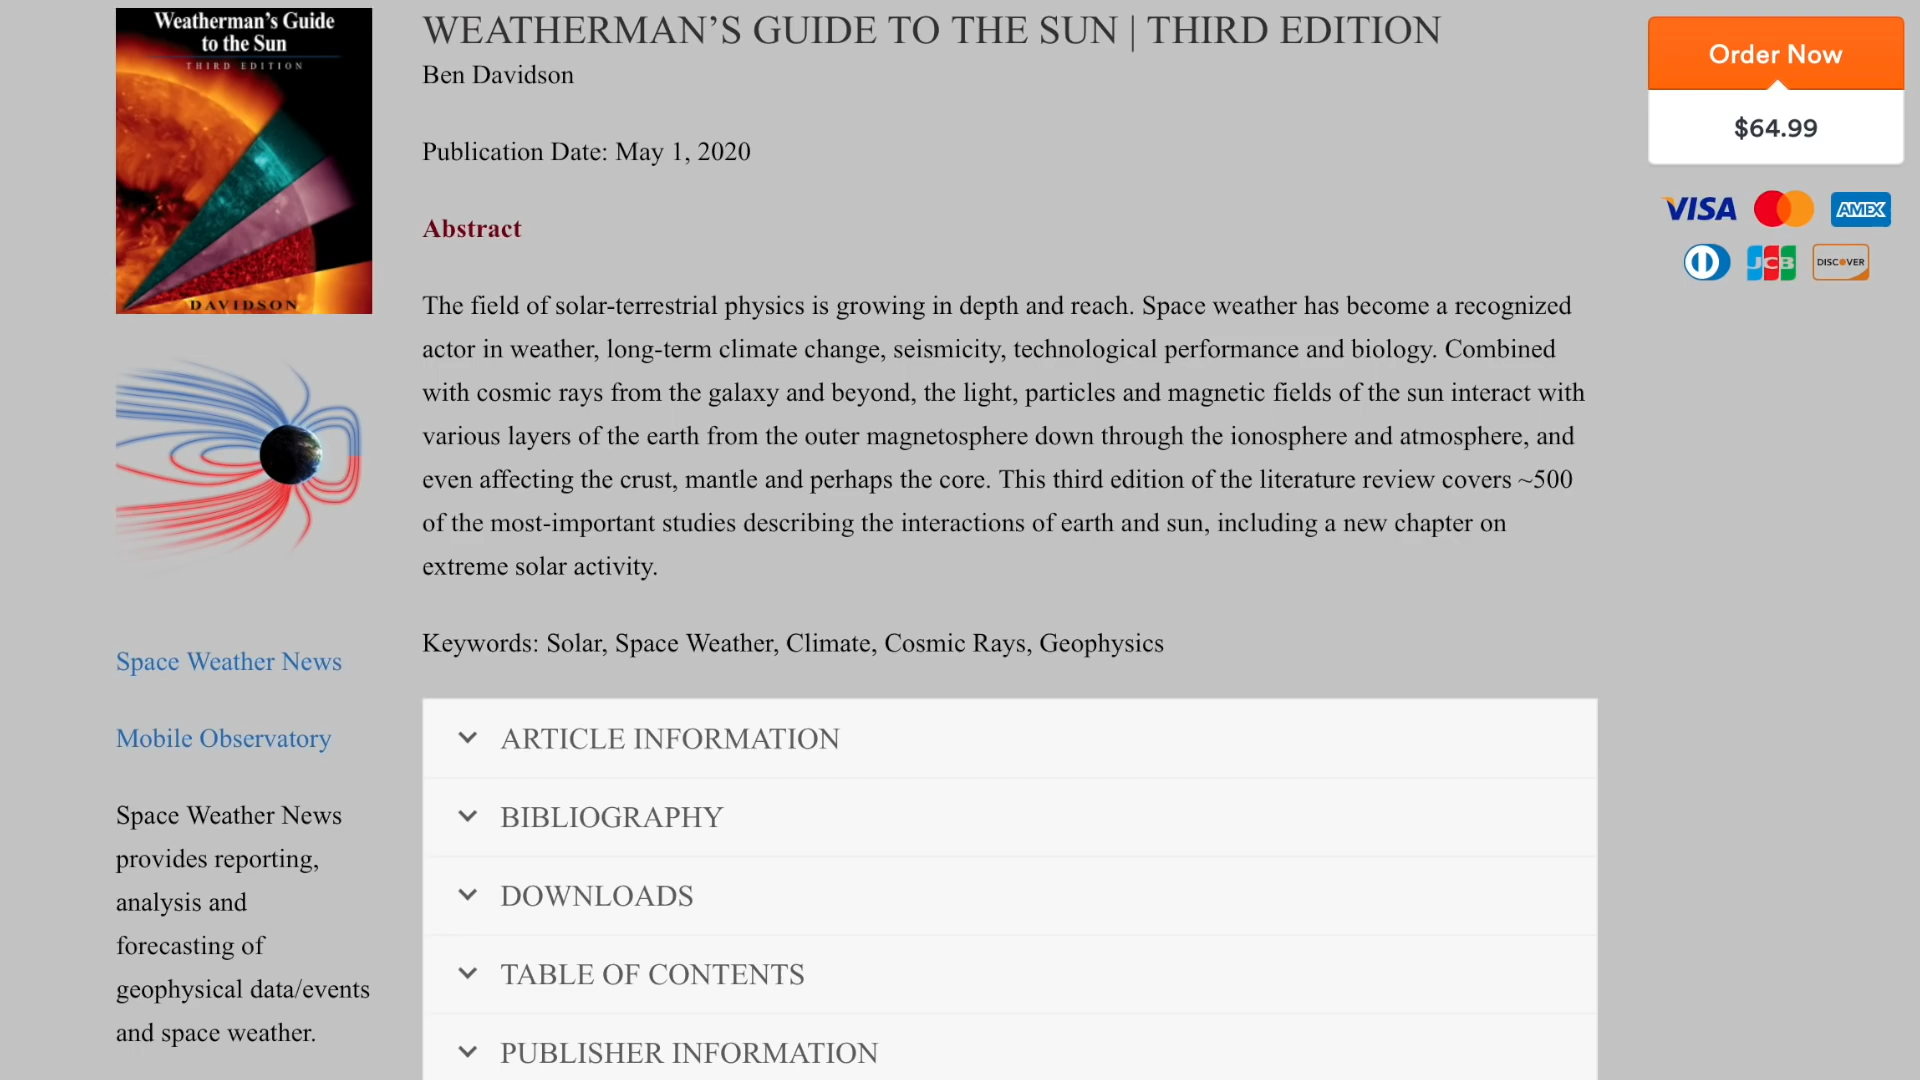 Weatherman's Guide
to the Sun
THIRD EDITION
DAVIDSON
WEATHERMAN’S GUIDE TO THE SUN | THIRD EDITION
Ben Davidson
Publication Date: May 1, 2020
Abstract
The field of solar-terrestrial physics is growing in depth and reach. Space weather has become a recognized
actor in weather, long-term climate change, seismicity, technological performance and biology. Combined
with cosmic rays from the galaxy and beyond, the light, particles and magnetic fields of the sun interact with
various layers of the earth from the outer magnetosphere down through the ionosphere and atmosphere, and
even affecting the crust, mantle and perhaps the core. This third edition of the literature review covers ~500
of the most-important studies describing the interactions of earth and sun, including a new chapter on
extreme solar activity.
Keywords: Solar, Space Weather, Climate, Cosmic Rays, Geophysics
ARTICLE INFORMATION
BIBLIOGRAPHY
DOWNLOADS
TABLE OF CONTENTS
PUBLISHER INFORMATION
Space Weather News
Mobile Observatory
Space Weather News
provides reporting,
analysis and
forecasting of
geophysical data/events
and space weather.
Order Now
$64.99
VISA
AMEX
JCB
DISCOVER